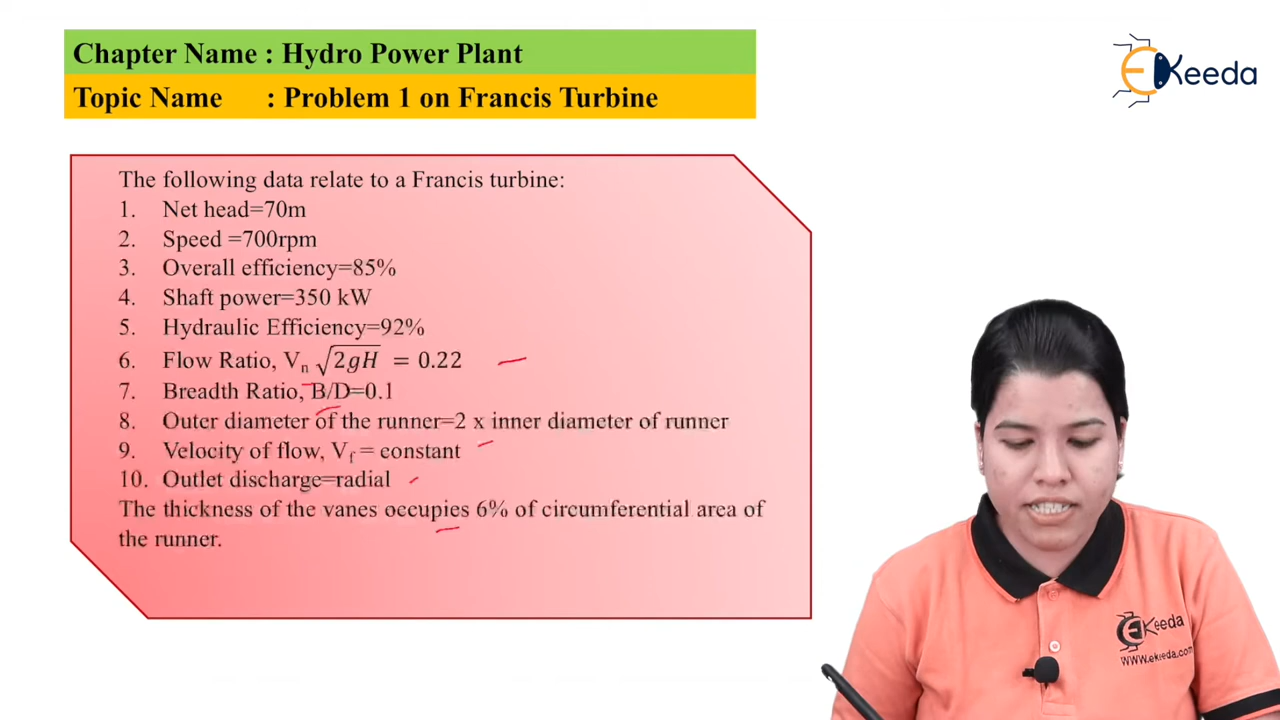 Chapter Name : Hydro Power Plant
Topic Name : Problem 1 on Francis Turbine
EKeeda
The following data relate to a Francis turbine:
1. Net head=70m
2. Speed =700rpm
3. Overall efficiency=85%
4. Shaft power=350 kW
5. Hydraulic Efficiency=92%
6. Flow Ratio, Vn √2gH = 0.22
7. Breadth Ratio, B/D=0.1
8. Outer diameter of the runner=2 x inner diameter of runner
9. Velocity of flow, Vf = constant
10. Outlet discharge=radial
The thickness of the vanes occupies 6% of circumferential area of
the runner.
EKeeda
www.ekeeda.com